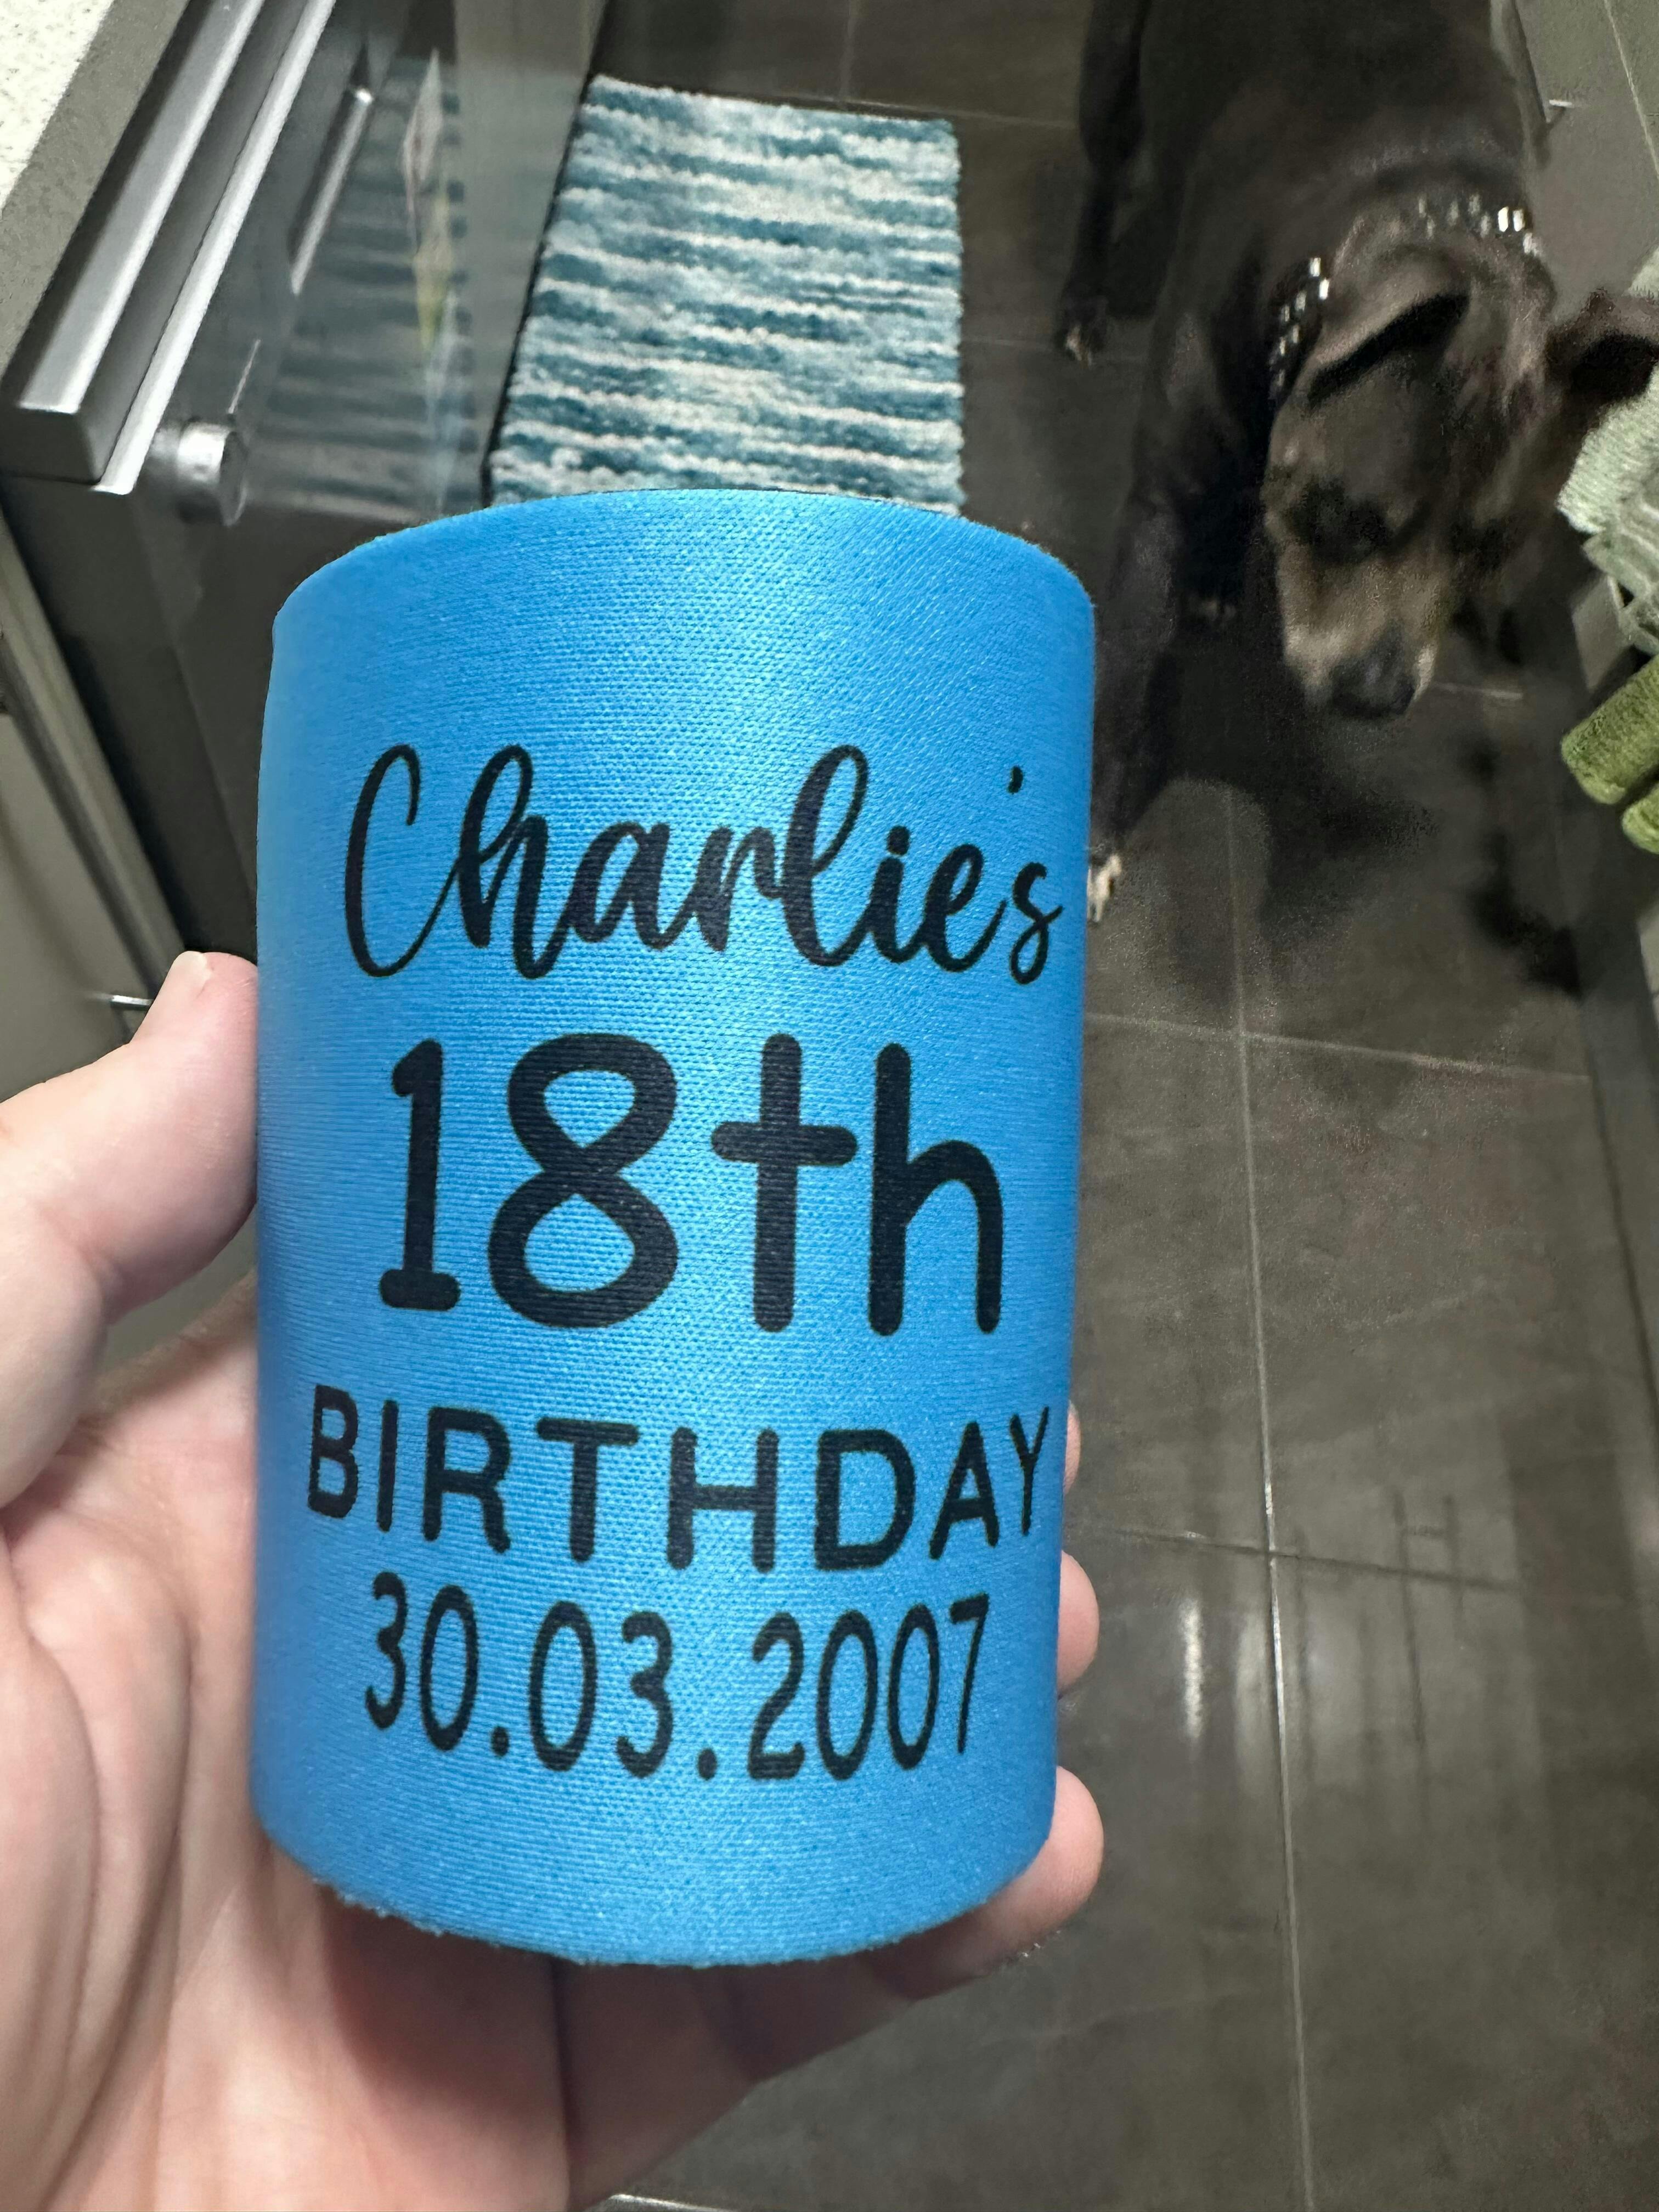 Charlie's
18th
BIRTHDAY
30.03.2007